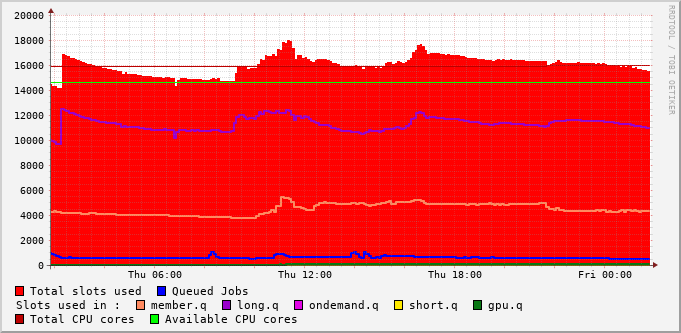 20000
18000
16000
14000
12000
10000
8000
6000
4000
2000
0
Thu 06:00 Thu 12:00 Thu 18:00 Fri 00:00
Total slots used Queued Jobs
Slots used in : member.q long.q ondemand.q short.q gpu.q
Total CPU cores Available CPU cores
RRDTOOL / TOBI OETIKER